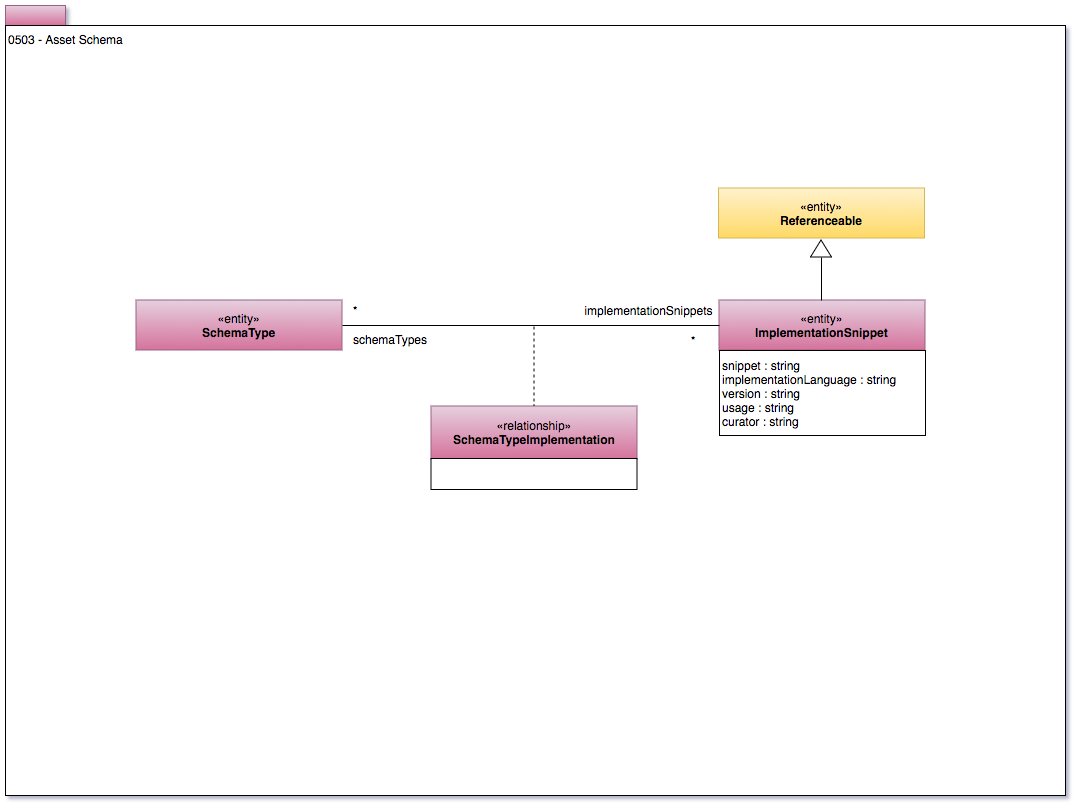 0503 - Asset Schema
«entity»
Referenceable
«entity»
SchemaType
*
schemaTypes
implementationSnippets
*
«entity»
ImplementationSnippet
snippet : string
implementationLanguage : string
version : string
usage : string
curator : string
«relationship»
SchemaTypeImplementation